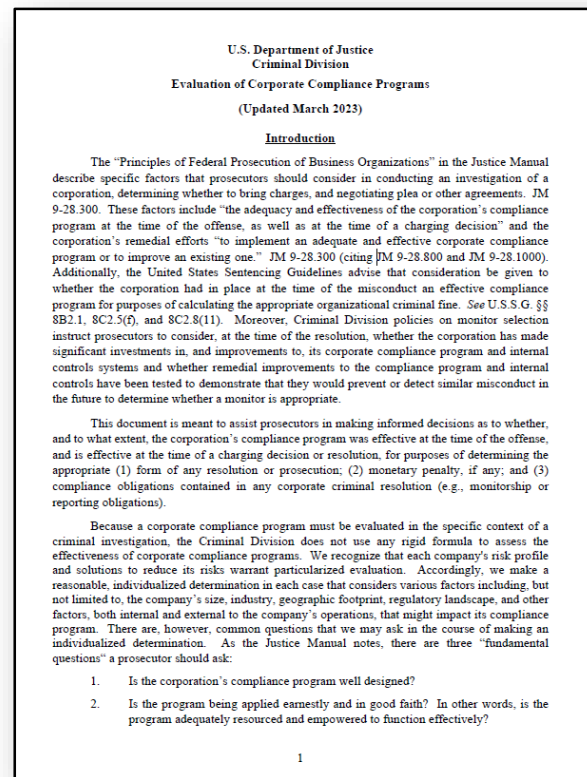 U.S. Department of Justice
Criminal Division
Evaluation of Corporate Compliance Programs
(Updated March 2023)
Introduction
The “Principles of Federal Prosecution of Business Organizations” in the Justice Manual
describe specific factors that prosecutors should consider in conducting an investigation of a
corporation, determining whether to bring charges, and negotiating plea or other agreements. JM
9-28.300. These factors include “the adequacy and effectiveness of the corporation’s compliance
program at the time of the offense, as well as at the time of a charging decision” and the
corporation’s remedial efforts “to implement an adequate and effective corporate compliance
program or to improve an existing one.” JM 9-28.300 (citing JM 9-28.800 and JM 9-28.1000).
Additionally, the United States Sentencing Guidelines advise that consideration be given to
whether the corporation had in place at the time of the misconduct an effective compliance
program for purposes of calculating the appropriate organizational criminal fine. See U.S.S.G. §§
8B2.1, 8C2.5(f), and 8C2.8(11). Moreover, Criminal Division policies on monitor selection
instruct prosecutors to consider, at the time of the resolution, whether the corporation has made
significant investments in, and improvements to, its corporate compliance program and internal
controls systems and whether remedial improvements to the compliance program and internal
controls have been tested to demonstrate that they would prevent or detect similar misconduct in
the future to determine whether a monitor is appropriate.
This document is meant to assist prosecutors in making informed decisions as to whether,
and to what extent, the corporation’s compliance program was effective at the time of the offense,
and is effective at the time of a charging decision or resolution, for purposes of determining the
appropriate (1) form of any resolution or prosecution; (2) monetary penalty, if any; and (3)
compliance obligations contained in any corporate criminal resolution (e.g., monitorship or
reporting obligations).
Because a corporate compliance program must be evaluated in the specific context of a
criminal investigation, the Criminal Division does not use any rigid formula to assess the
effectiveness of corporate compliance programs. We recognize that each company's risk profile
and solutions to reduce its risks warrant particularized evaluation. Accordingly, we make a
reasonable, individualized determination in each case that considers various factors including, but
not limited to, the company’s size, industry, geographic footprint, regulatory landscape, and other
factors, both internal and external to the company’s operations, that might impact its compliance
program. There are, however, common questions that we may ask in the course of making an
individualized determination. As the Justice Manual notes, there are three “fundamental
questions” a prosecutor should ask:
1. Is the corporation’s compliance program well designed?
2. Is the program being applied earnestly and in good faith? In other words, is the
program adequately resourced and empowered to function effectively?
1